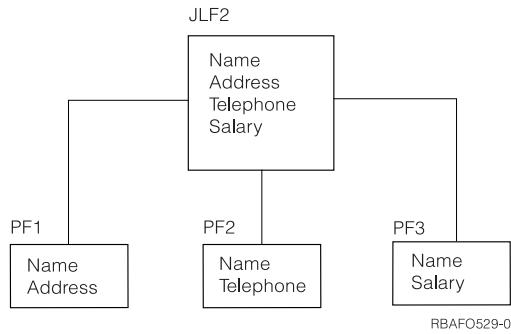 JLF2
Name
Address
Telephone
Salary
PF1
Name
Address
PF2
Name
Telephone
PF3
Name
Salary
RBAFO529-0